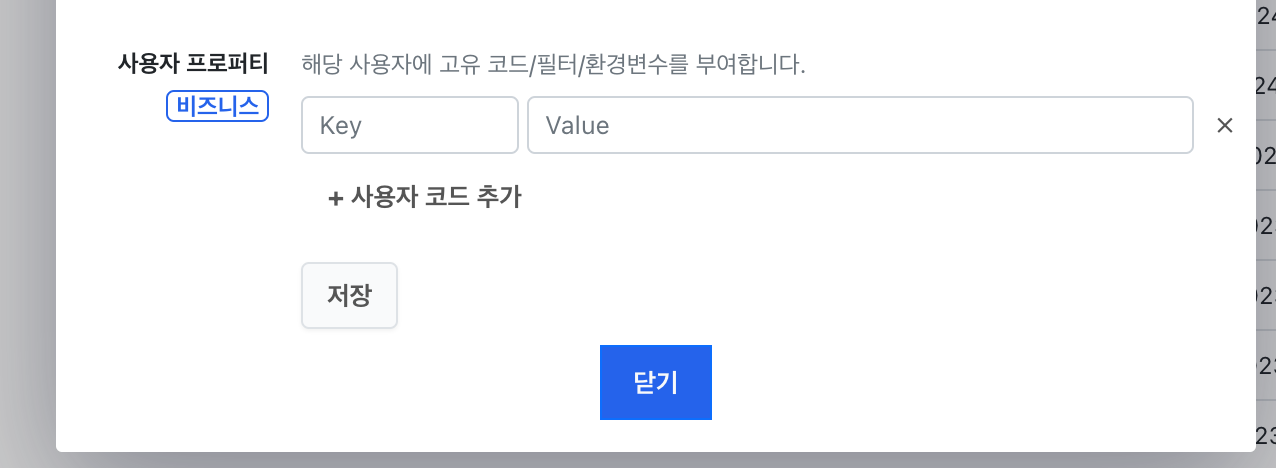 사용자 프로퍼티
해당 사용자에 고유 코드/필터/환경변수를 부여합니다.
비즈니스
Key
Value
+ 사용자 코드 추가
저장
닫기